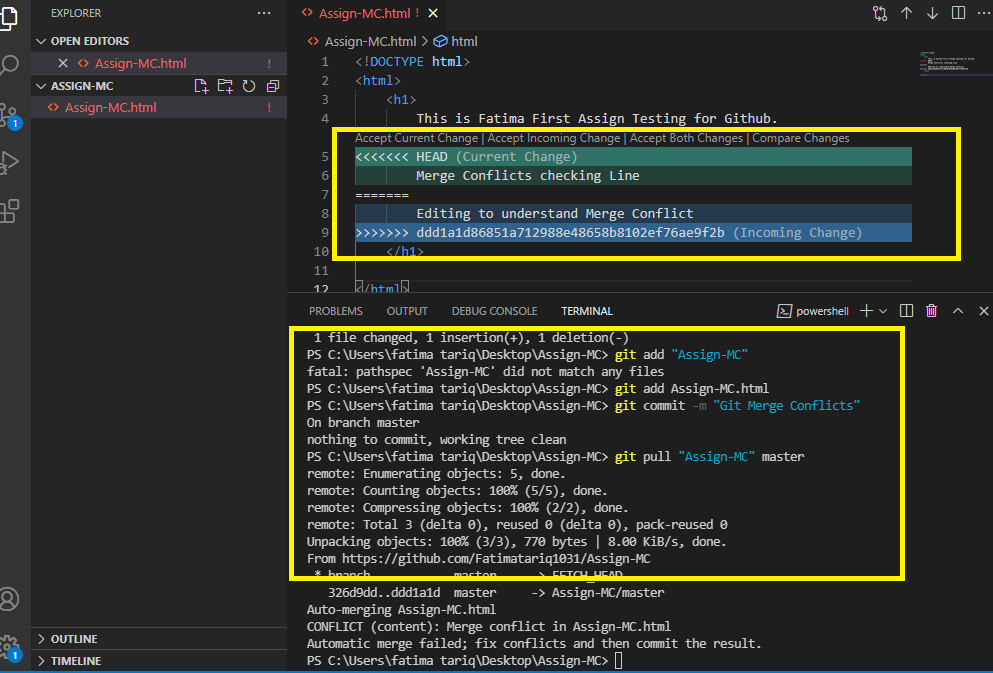 EXPLORER
OPEN EDITORS
Assign-MC.html !
ASSIGN-MC
Assign-MC.html !
1
OUTLINE
1
TIMELINE
Assign-MC.html !
Assign-MC.html > html
1 <!DOCTYPE html>
2 <html>
3 <h1>
4 This is Fatima First Assign Testing for Github.
Accept Current Change | Accept Incoming Change | Accept Both Changes | Compare Changes
5 <<<<<<< HEAD (Current Change)
6 Merge Conflicts checking Line
7 =======
8 Editing to understand Merge Conflict
9 >>>>>>> ddd1a1d86851a712988e48658b8102ef76ae9f2b (Incoming Change)
10 </h1>
11
12 </html>
PROBLEMS OUTPUT DEBUG CONSOLE TERMINAL powershell
1 file changed, 1 insertion(+), 1 deletion(-)
PS C:\Users\fatima tariq\Desktop\Assign-MC> git add "Assign-MC"
fatal: pathspec 'Assign-MC' did not match any files
PS C:\Users\fatima tariq\Desktop\Assign-MC> git add Assign-MC.html
PS C:\Users\fatima tariq\Desktop\Assign-MC> git commit -m "Git Merge Conflicts"
On branch master
nothing to commit, working tree clean
PS C:\Users\fatima tariq\Desktop\Assign-MC> git pull "Assign-MC" master
remote: Enumerating objects: 5, done.
remote: Counting objects: 100% (5/5), done.
remote: Compressing objects: 100% (2/2), done.
remote: Total 3 (delta 0), reused 0 (delta 0), pack-reused 0
Unpacking objects: 100% (3/3), 770 bytes | 8.00 KiB/s, done.
From https://github.com/Fatimatariq1031/Assign-MC
* branch master -> FETCH_HEAD
326d9dd..ddd1a1d master -> Assign-MC/master
Auto-merging Assign-MC.html
CONFLICT (content): Merge conflict in Assign-MC.html
Automatic merge failed; fix conflicts and then commit the result.
PS C:\Users\fatima tariq\Desktop\Assign-MC>